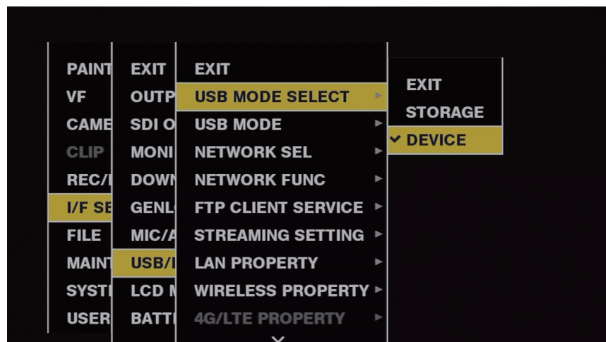 PAINT
VF
CAME
CLIP
REC/
I/F SE
FILE
MAIN
SYST
USER
EXIT
OUTP
SDI O
MONI
DOWN
GENL
MIC/A
USB/
LCD
BATT
EXIT
USB MODE SELECT
USB MODE
NETWORK SEL
NETWORK FUNC
FTP CLIENT SERVICE
STREAMING SETTING
LAN PROPERTY
WIRELESS PROPERTY
4G/LTE PROPERTY
EXIT
STORAGE
DEVICE